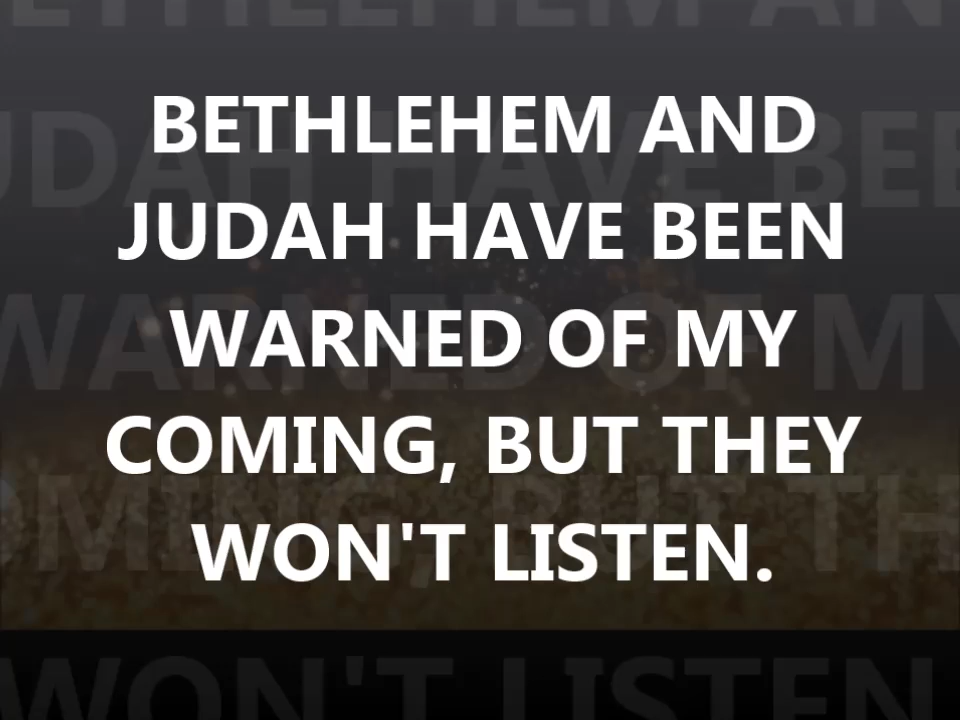 BETHLEHEM AND
JUDAH HAVE BEEN
WARNED OF MY
COMING, BUT THEY
WON'T LISTEN.